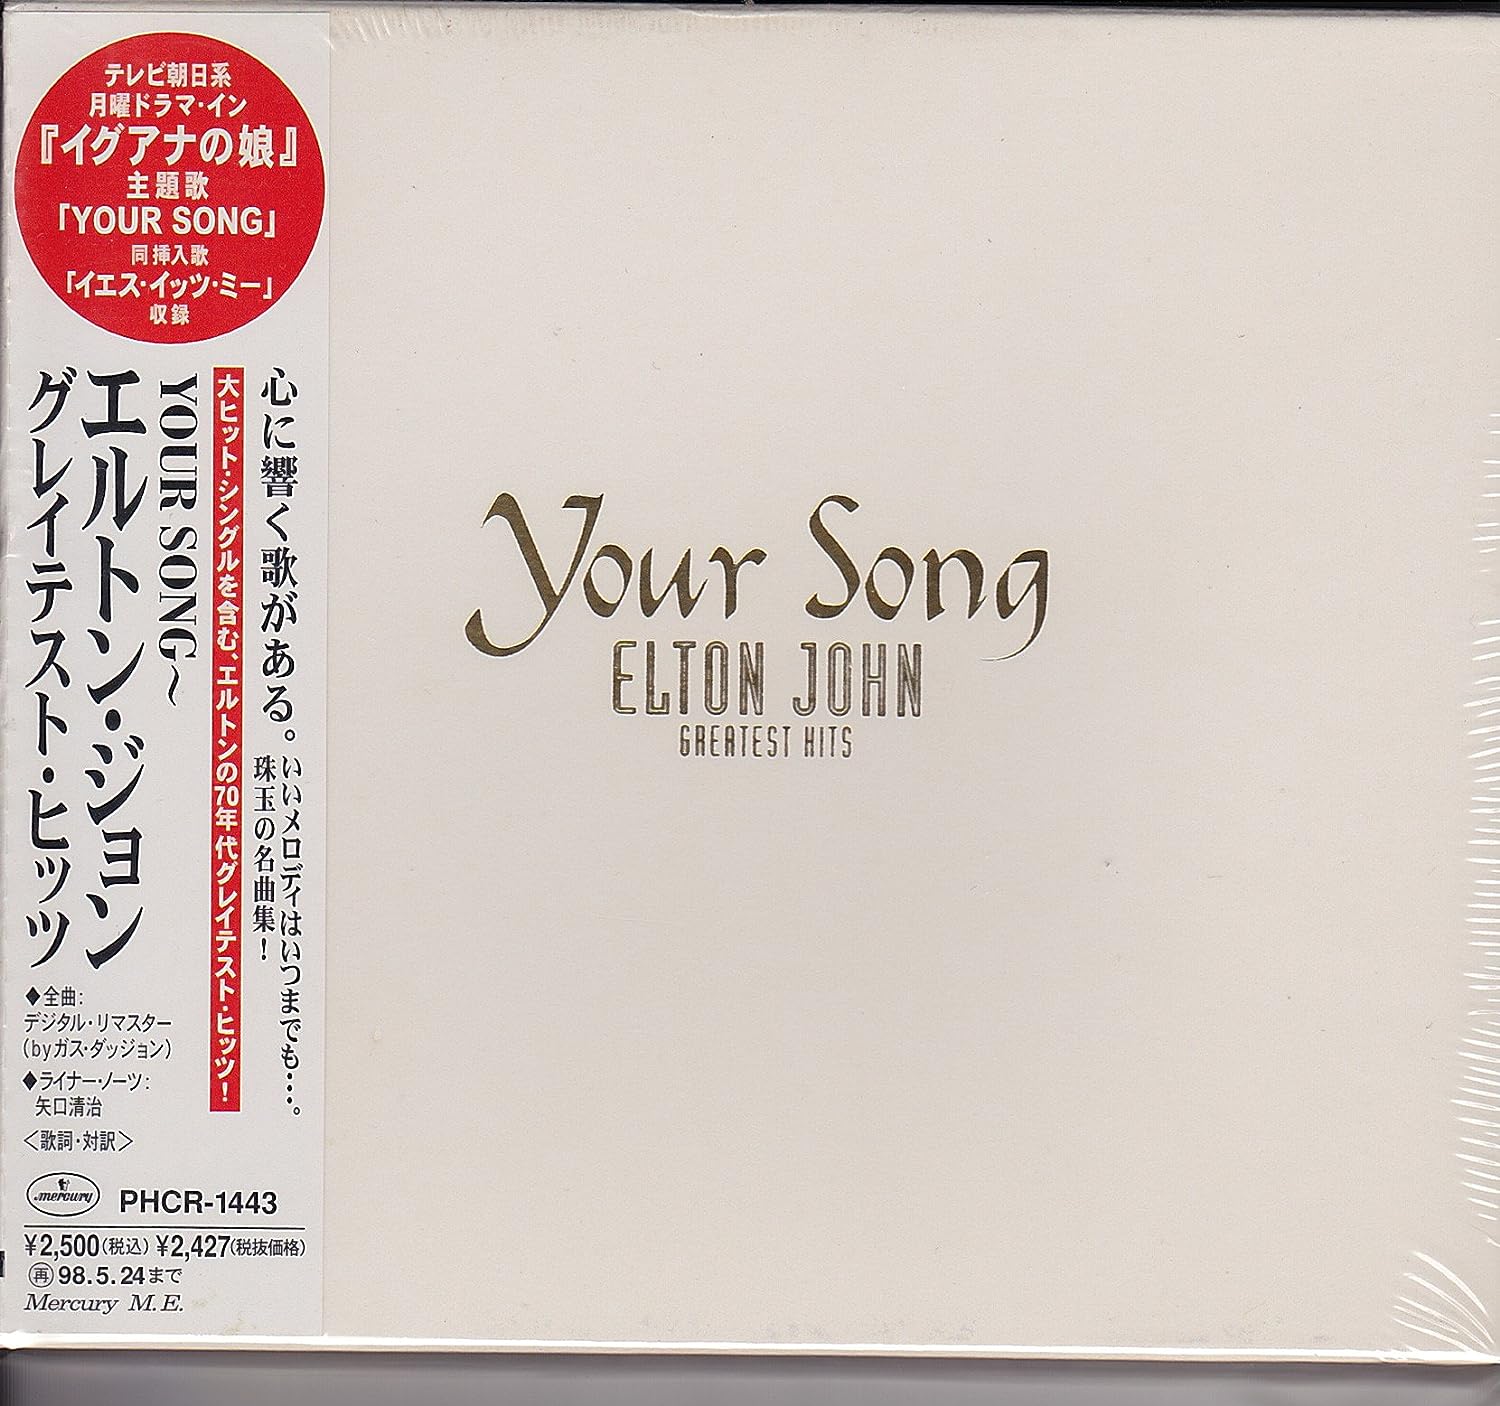 テレビ朝日系
月曜ドラマ・イン
『イグアナの娘』
主題歌
「YOUR SONG」
同挿入歌
「イエス・イッツ・ミー」
収録
心に響く歌がある。
いいメロディはいつまでも…。
珠玉の名曲集!
大ヒット・シングルを含む、エルトンの70年代グレイテスト・ヒッツ!
YOUR SONG~
エルトン・ジョン
グレイテスト・ヒッツ
◆全曲:
デジタル・リマスター
(byガス・ダッジョン)
◆ライナー・ノーツ:
矢口清治
<歌詞・対訳>
mercury
PHCR-1443
¥2,500(税込) ¥2,427(税抜価格)
再98.5.24まで
Mercury M.E.
Your Song
ELTON JOHN
GREATEST HITS